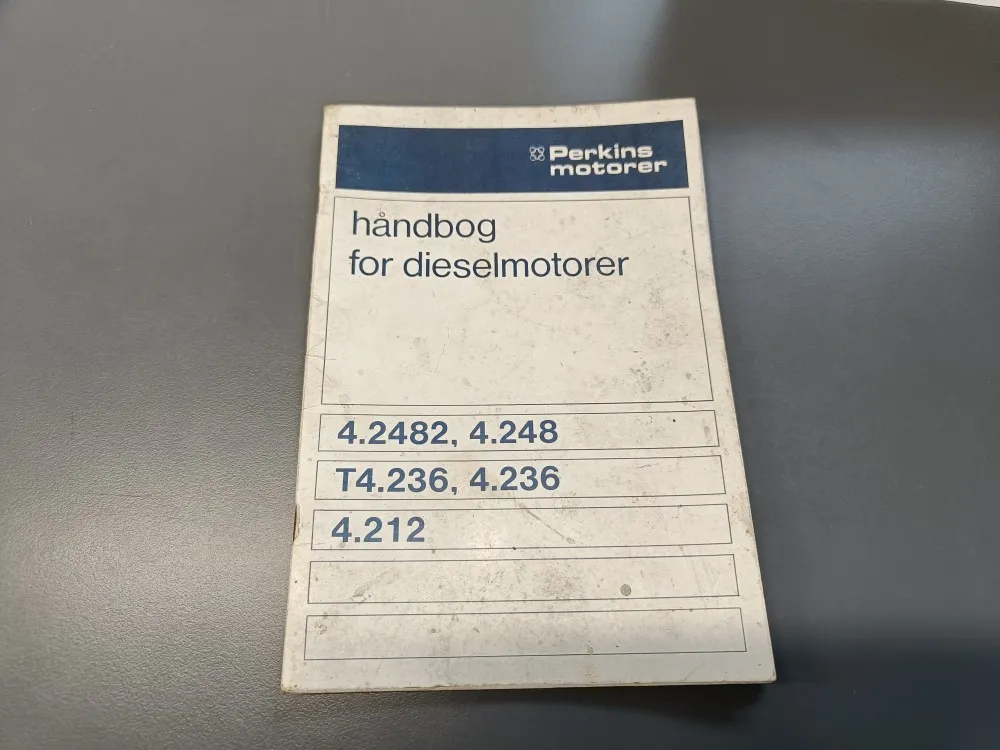 Perkins
motorer
håndbog
for dieselmotorer
4.2482, 4.248
T4.236, 4.236
4.212